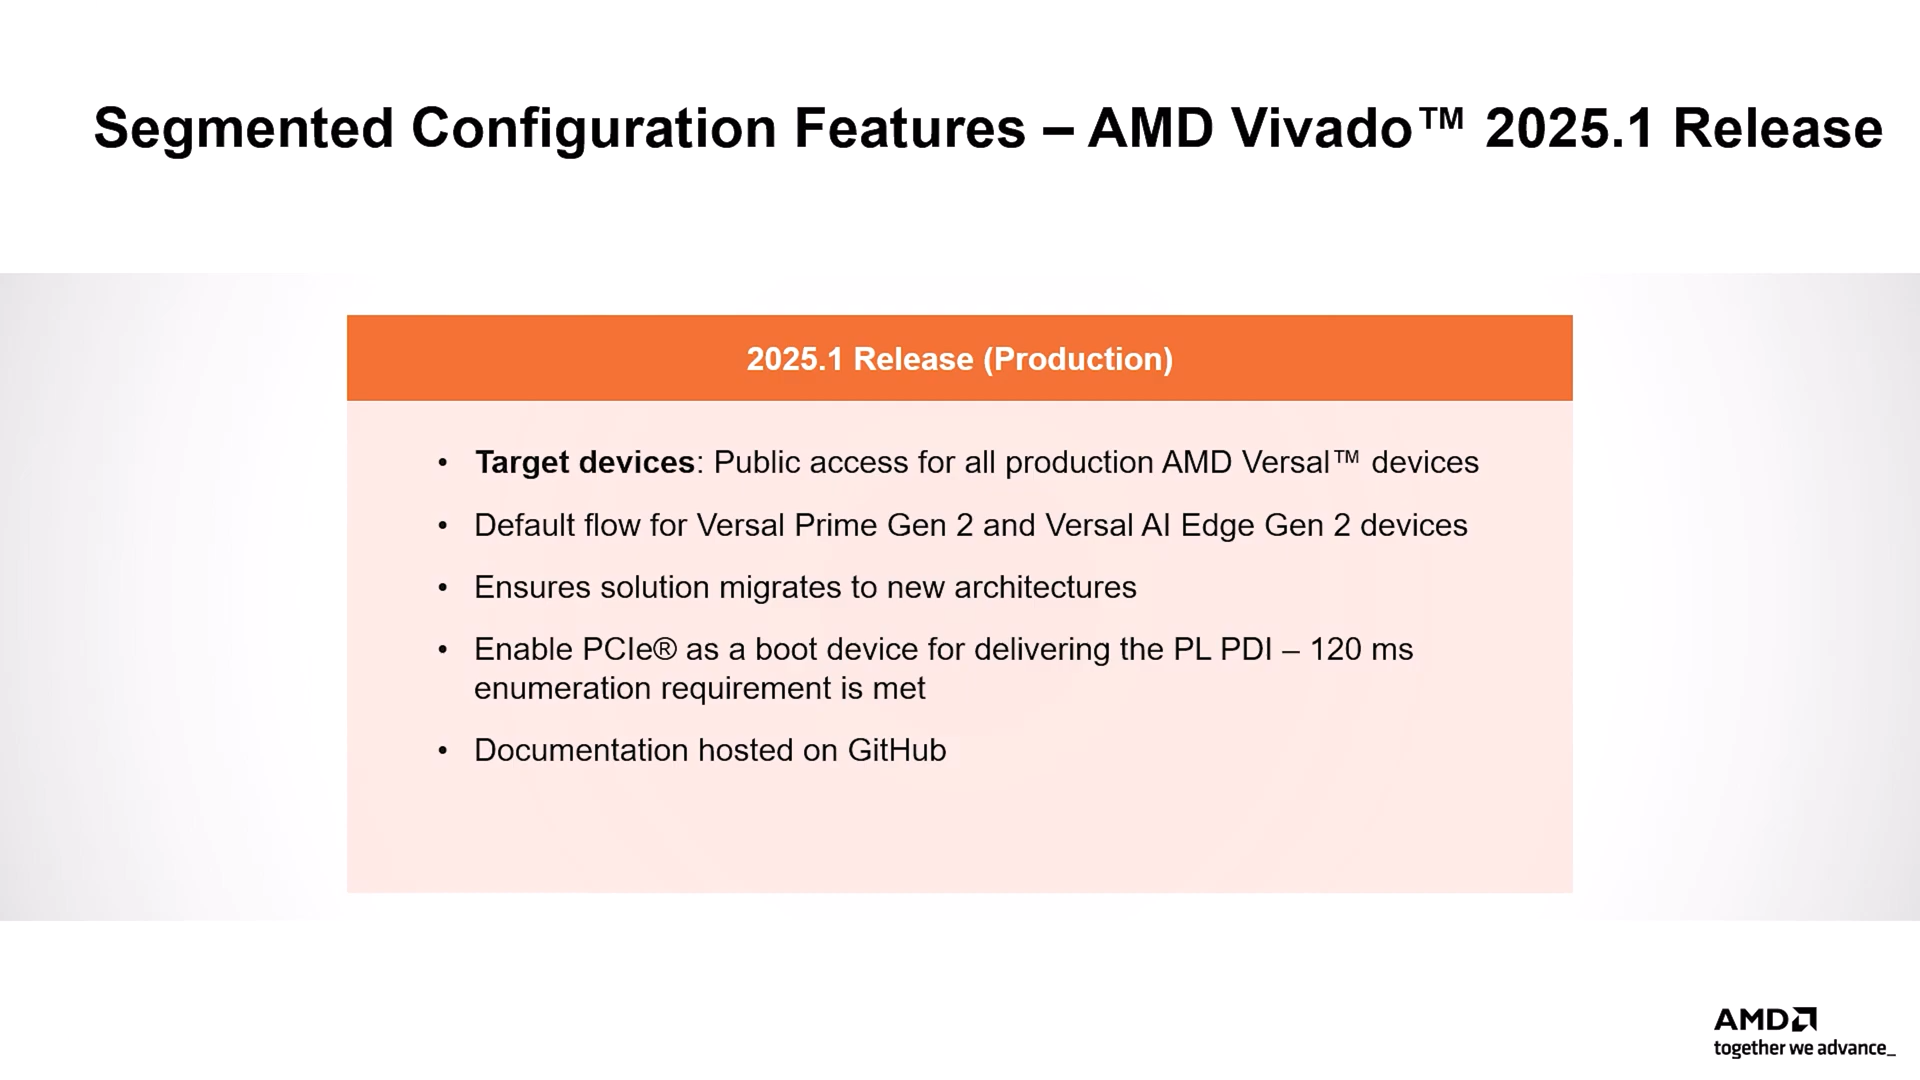 Segmented Configuration Features – AMD Vivado™ 2025.1 Release
2025.1 Release (Production)
• Target devices: Public access for all production AMD Versal™ devices
• Default flow for Versal Prime Gen 2 and Versal AI Edge Gen 2 devices
• Ensures solution migrates to new architectures
• Enable PCIe® as a boot device for delivering the PL PDI – 120 ms
enumeration requirement is met
• Documentation hosted on GitHub
AMD
together we advance_